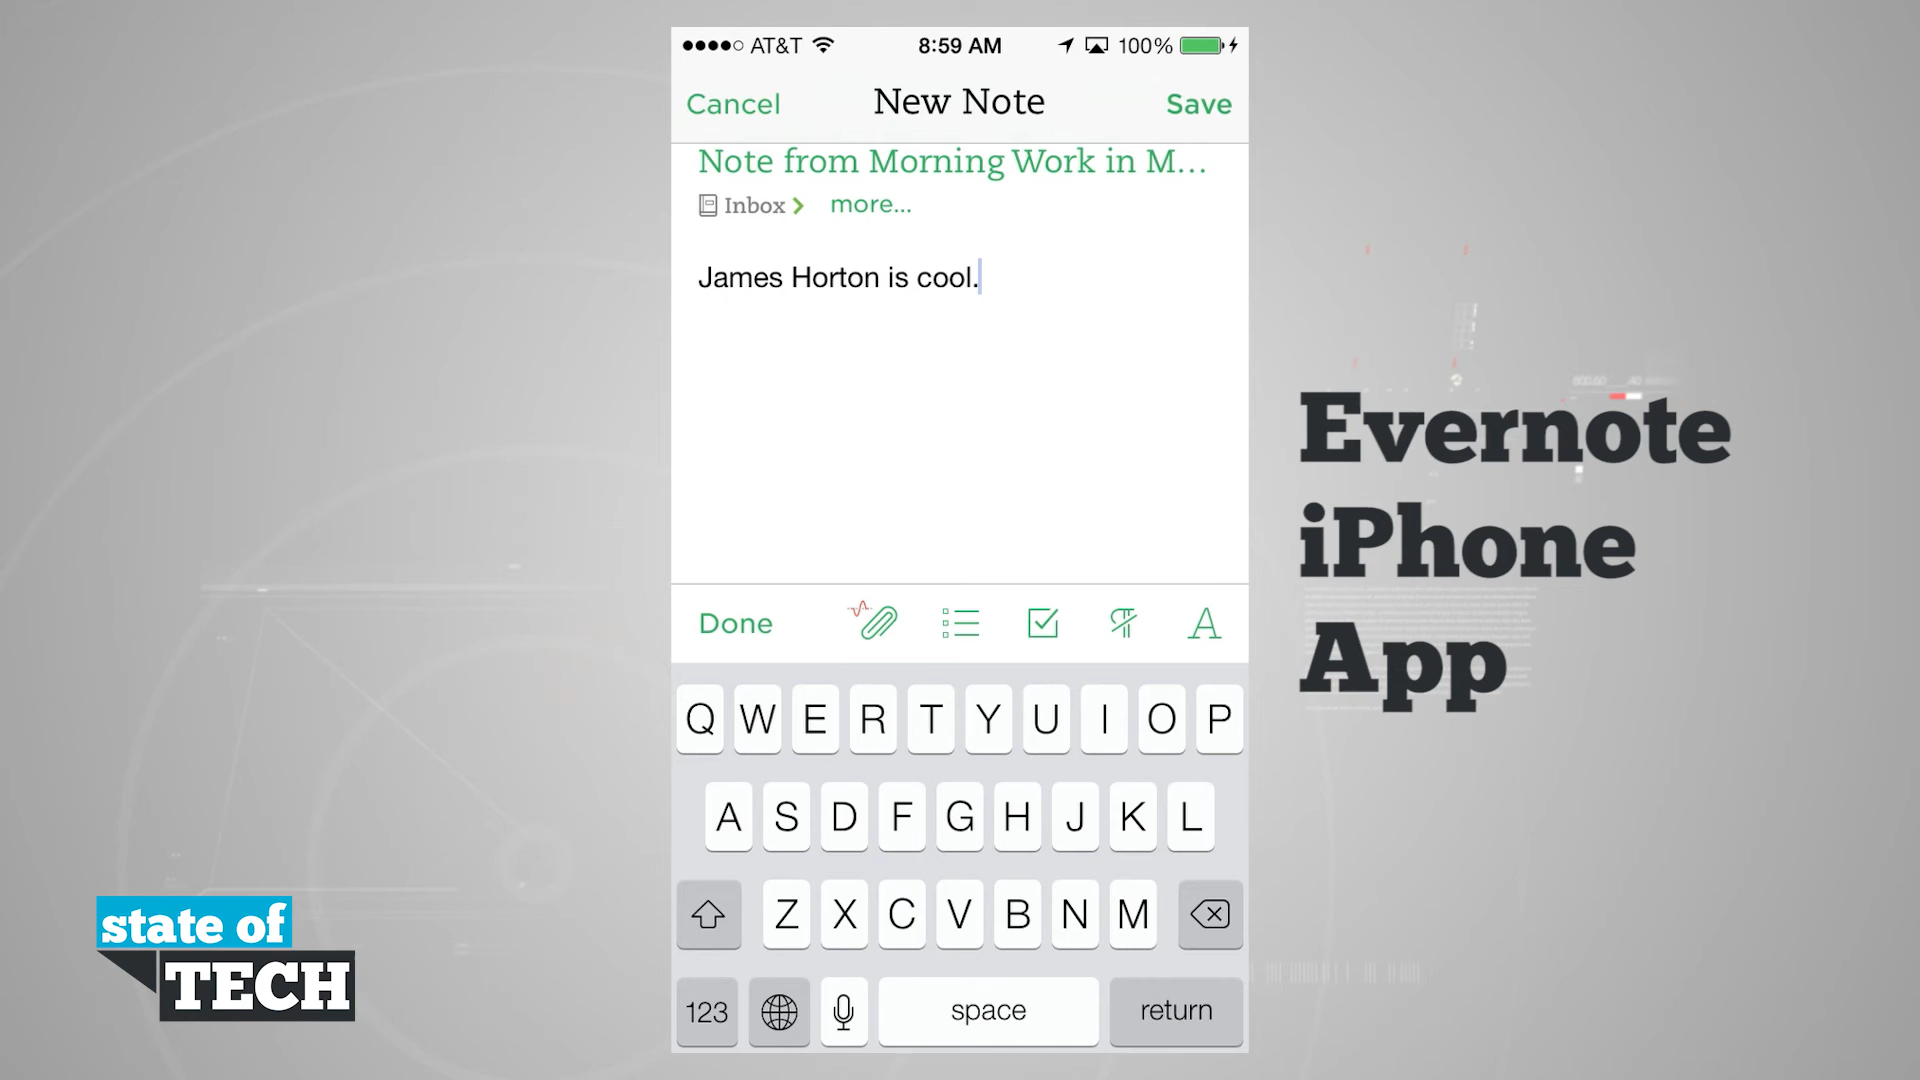 AT&T 8:59 AM 100%
Cancel New Note Save
Note from Morning Work in M...
Inbox more...
James Horton is cool.
Done A
Q W E R T Y U I O P
A S D F G H J K L
Z X C V B N M
123 space return
Evernote
iPhone
App
state of
TECH